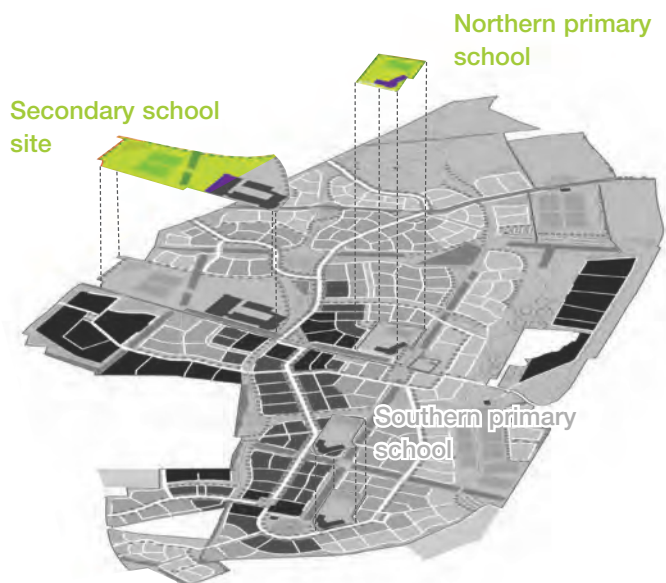 Northern primary
school
Secondary school
site
Southern primary
school